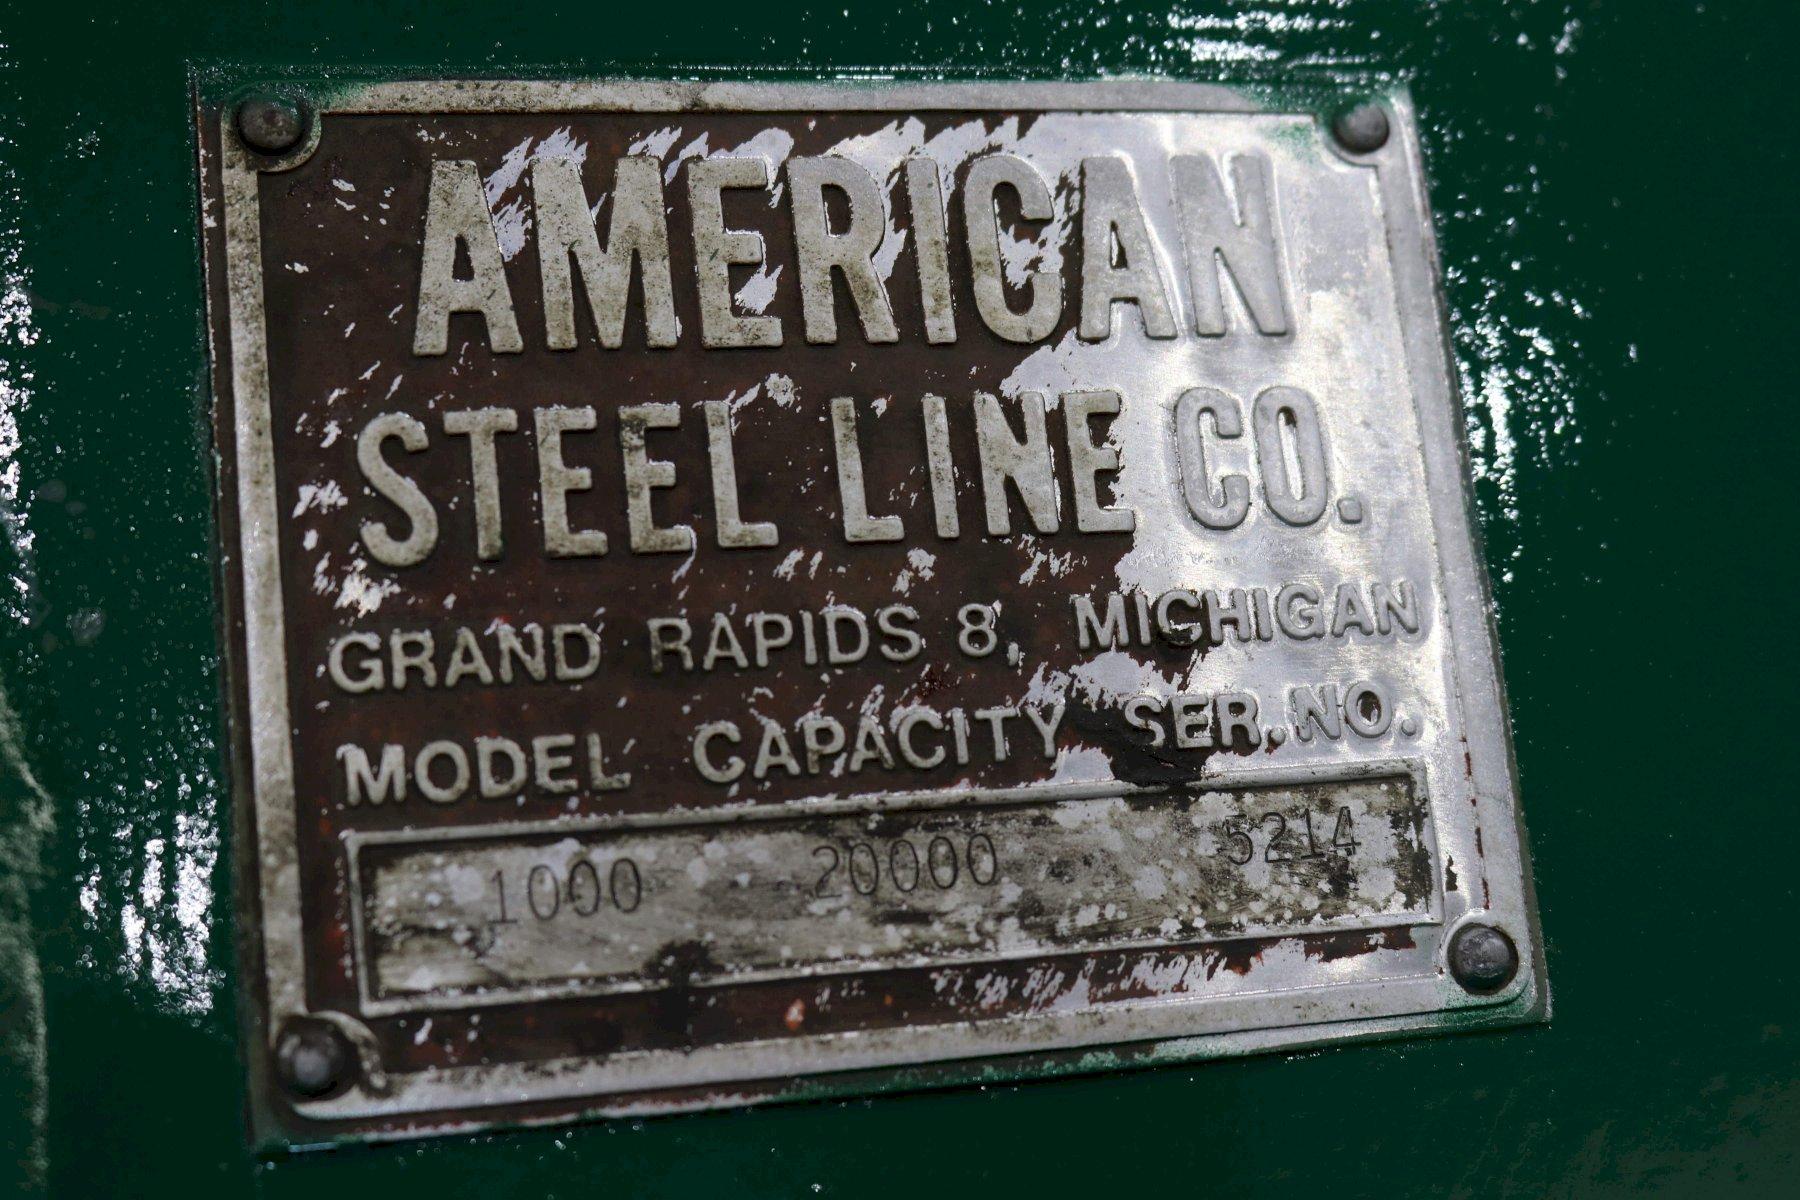 AMERICAN
STEEL LINE CO.
GRAND RAPIDS 8, MICHIGAN
MODEL CAPACITY SER. NO.
1000 20000 5214